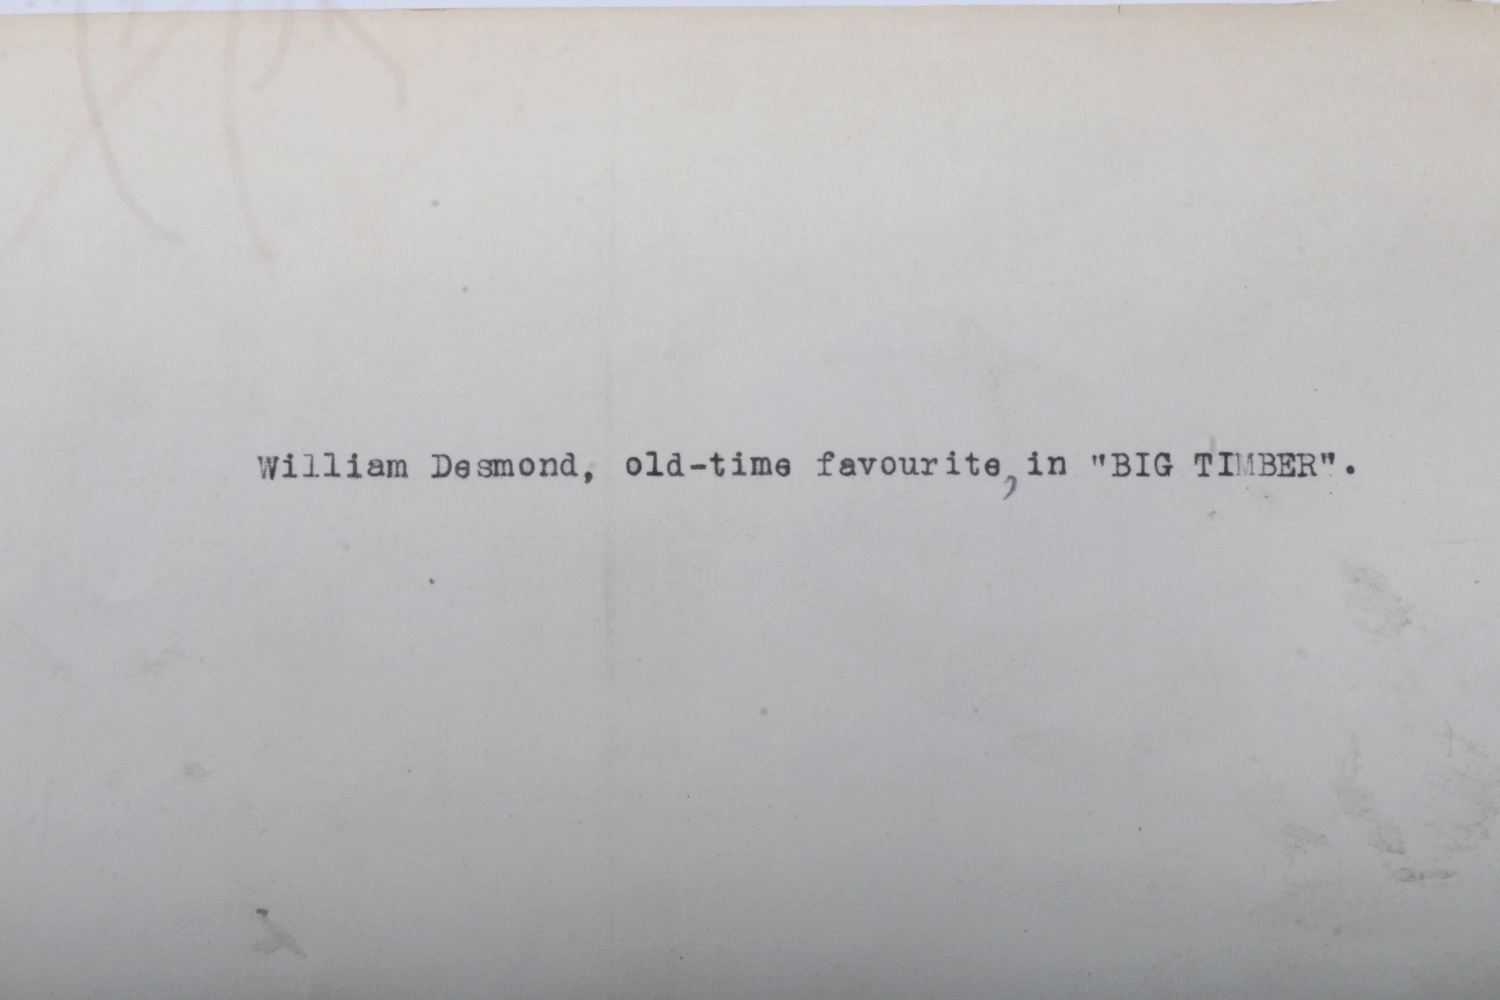 William Desmond, old-time favourite, in "BIG TIMBER".